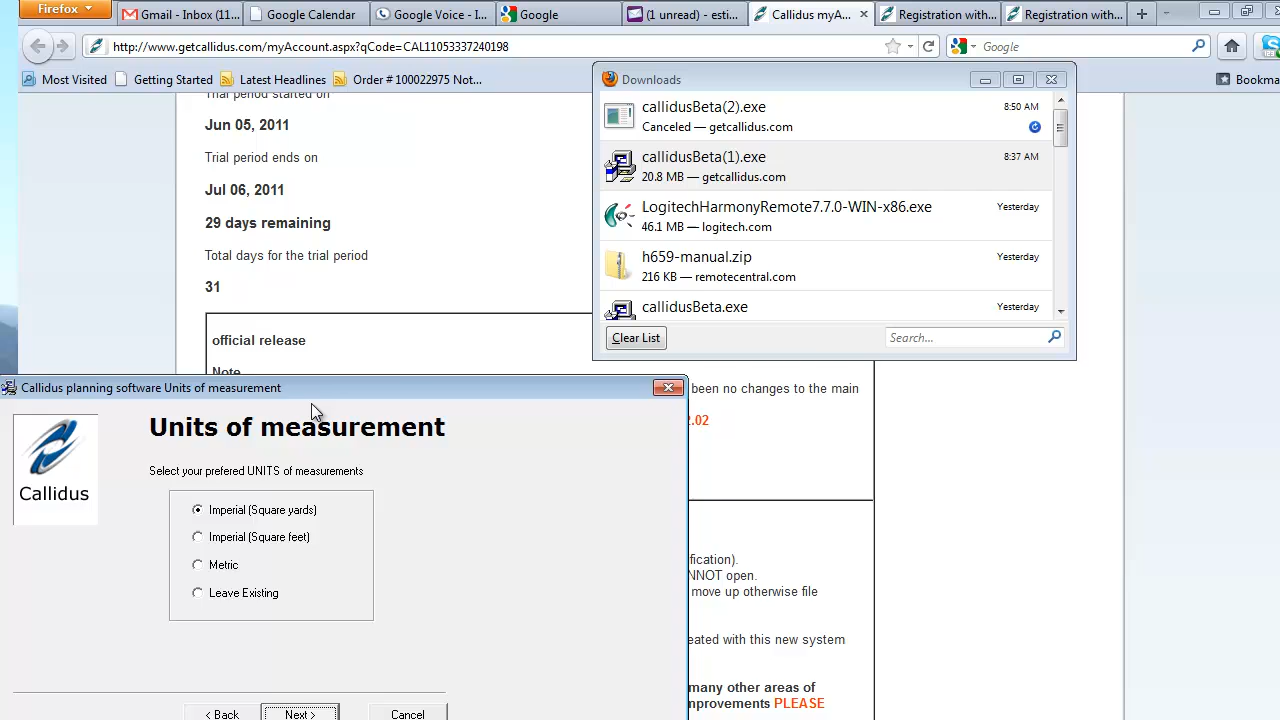 Firefox
Gmail - Inbox (11...
Google Calendar
Google Voice - I...
Google
(1 unread) - esti...
Callidus myA...
Registration with...
Registration with...
http://www.getcallidus.com/myAccount.aspx?qCode=CAL11053337240198
Google
Most Visited
Getting Started
Latest Headlines
Order # 100022975 Not...
Bookma
Trial period started on
Jun 05, 2011
Trial period ends on
Jul 06, 2011
29 days remaining
Total days for the trial period
31
official release
Note
been no changes to the main
2.02
fication).
NNOT open.
move up otherwise file
eated with this new system
many other areas of
nprovements PLEASE
Downloads
callidusBeta(2).exe
8:50 AM
Canceled — getcallidus.com
callidusBeta(1).exe
8:37 AM
20.8 MB — getcallidus.com
LogitechHarmonyRemote7.7.0-WIN-x86.exe
Yesterday
46.1 MB — logitech.com
h659-manual.zip
Yesterday
216 KB — remotecentral.com
callidusBeta.exe
Yesterday
Clear List
Search...
Callidus planning software Units of measurement
Callidus
Units of measurement
Select your prefered UNITS of measurements
Imperial (Square yards)
Imperial (Square feet)
Metric
Leave Existing
< Back
Next >
Cancel